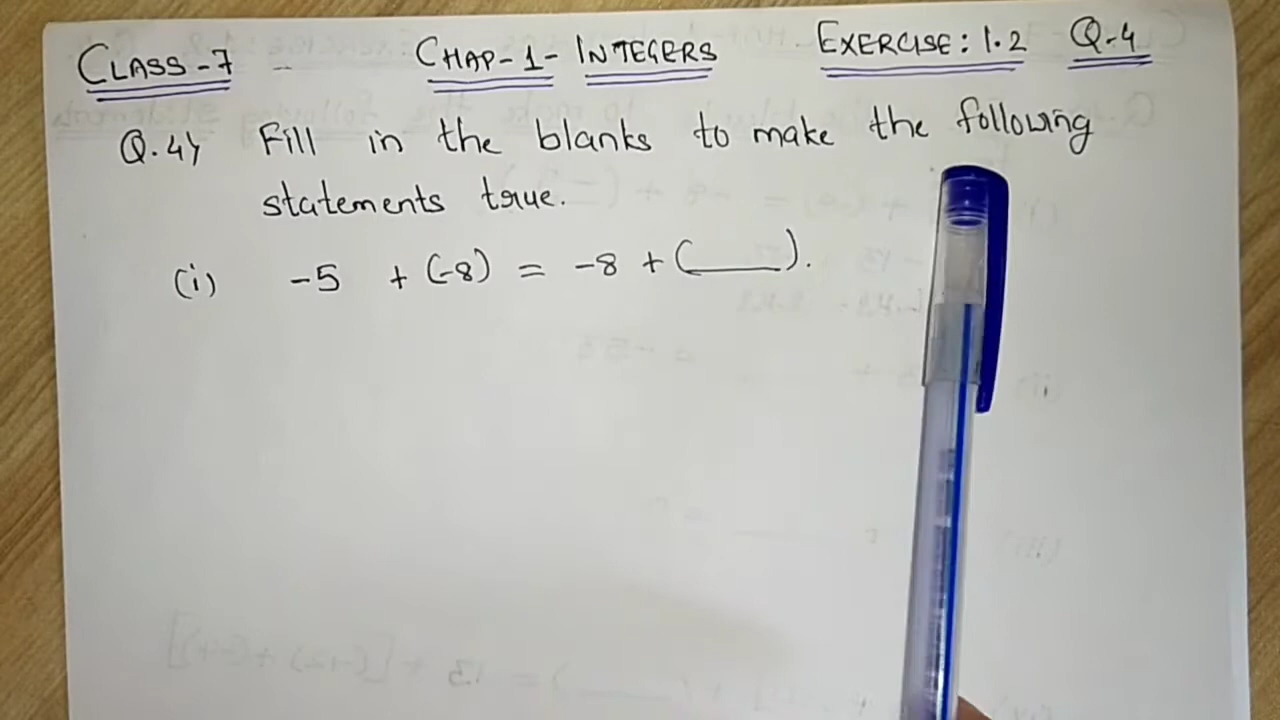 CLASS-7 - CHAP-1- INTEGERS EXERCISE: 1.2 Q-4
Q.4) Fill in the blanks to make the following
statements true.
(i) -5 + (-8) = -8 + (____).